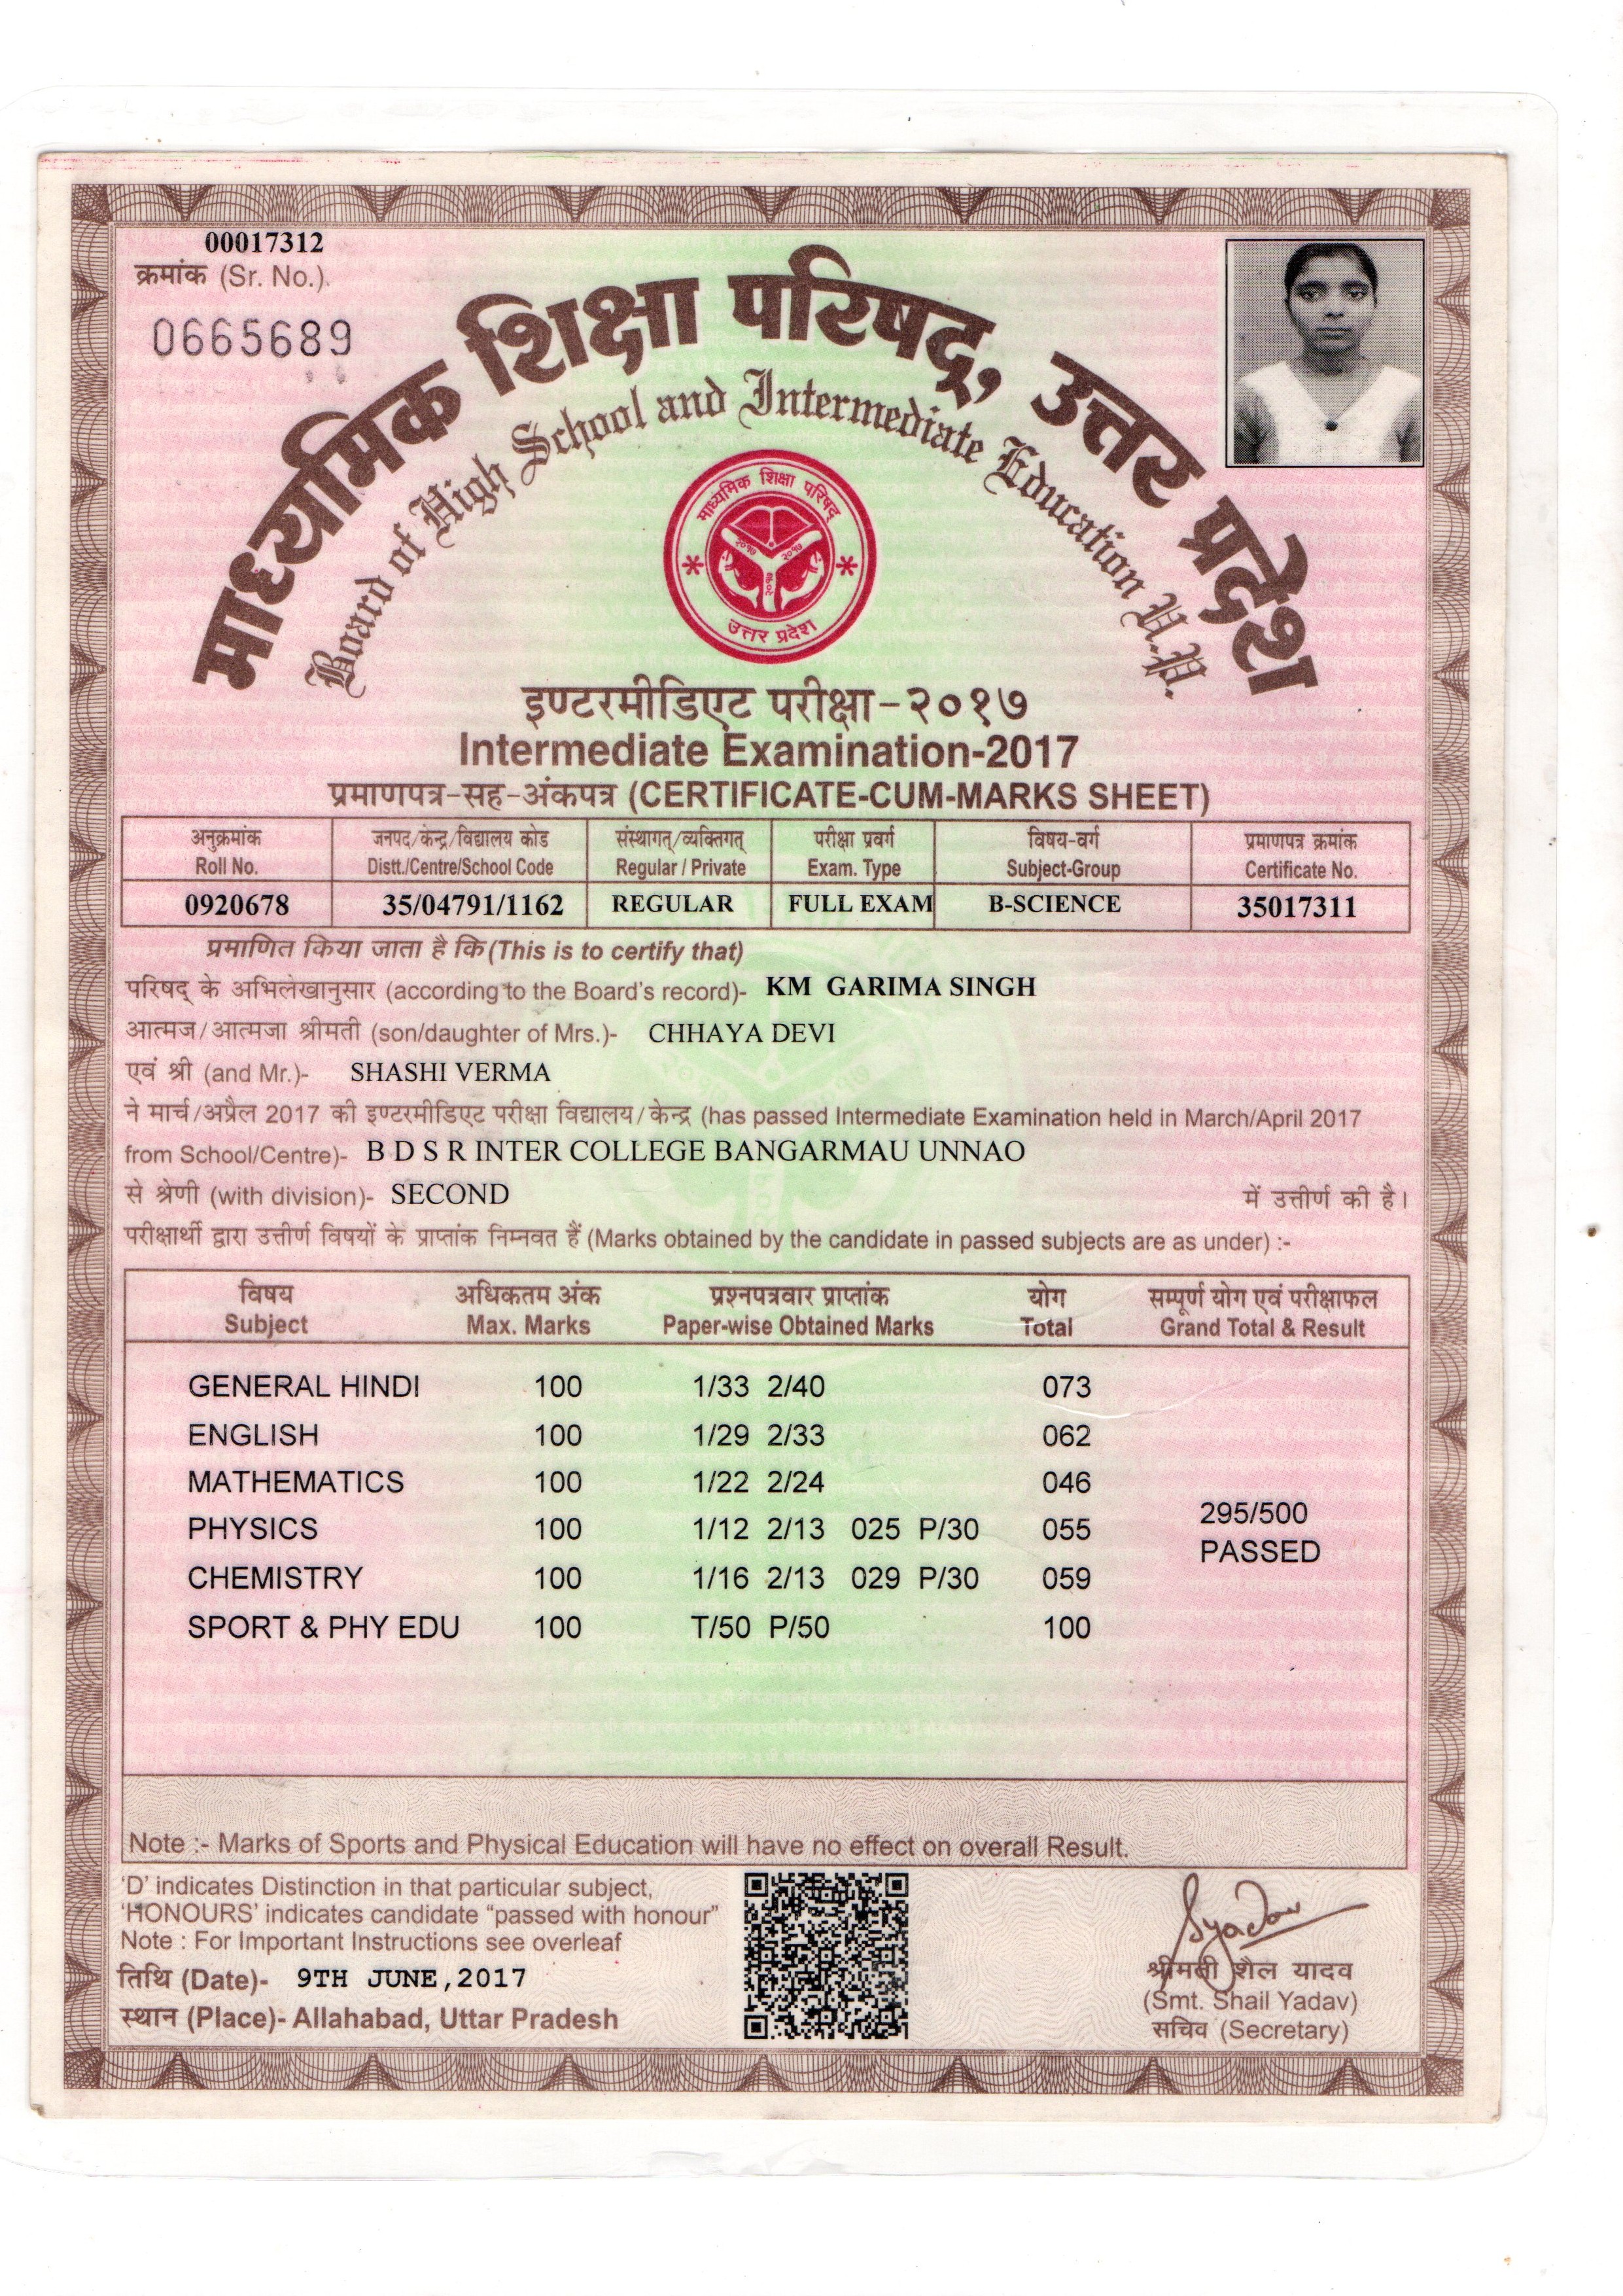 00017312
क्रमांक (Sr. No.)
0665689
माध्यमिक शिक्षा परिषद्, उत्तर प्रदेश
Board of High School and Intermediate Education U.P.
माध्यमिक शिक्षा परिषद्
२०१७ २०१७
२०१७
उत्तर प्रदेश
इण्टरमीडिएट परीक्षा-२०१७
Intermediate Examination-2017
प्रमाणपत्र-सह-अंकपत्र (CERTIFICATE-CUM-MARKS SHEET)
अनुक्रमांक जनपद/केन्द्र/विद्यालय कोड संस्थागत्/व्यक्तिगत् परीक्षा प्रवर्ग विषय-वर्ग प्रमाणपत्र क्रमांक
Roll No. Distt./Centre/School Code Regular / Private Exam. Type Subject-Group Certificate No.
0920678 35/04791/1162 REGULAR FULL EXAM B-SCIENCE 35017311
प्रमाणित किया जाता है कि (This is to certify that)
परिषद् के अभिलेखानुसार (according to the Board's record)- KM GARIMA SINGH
आत्मज/आत्मजा श्रीमती (son/daughter of Mrs.)- CHHAYA DEVI
एवं श्री (and Mr.)- SHASHI VERMA
ने मार्च/अप्रैल 2017 की इण्टरमीडिएट परीक्षा विद्यालय/केन्द्र (has passed Intermediate Examination held in March/April 2017
from School/Centre)- B D S R INTER COLLEGE BANGARMAU UNNAO
से श्रेणी (with division)- SECOND में उत्तीर्ण की है।
परीक्षार्थी द्वारा उत्तीर्ण विषयों के प्राप्तांक निम्नवत हैं (Marks obtained by the candidate in passed subjects are as under) :-
विषय अधिकतम अंक प्रश्नपत्रवार प्राप्तांक योग सम्पूर्ण योग एवं परीक्षाफल
Subject Max. Marks Paper-wise Obtained Marks Total Grand Total & Result
GENERAL HINDI 100 1/33 2/40 073
ENGLISH 100 1/29 2/33 062
MATHEMATICS 100 1/22 2/24 046
295/500
PHYSICS 100 1/12 2/13 025 P/30 055
PASSED
CHEMISTRY 100 1/16 2/13 029 P/30 059
SPORT & PHY EDU 100 T/50 P/50 100
Note :- Marks of Sports and Physical Education will have no effect on overall Result.
'D' indicates Distinction in that particular subject,
'HONOURS' indicates candidate "passed with honour"
Note : For Important Instructions see overleaf
तिथि (Date)- 9TH JUNE,2017
स्थान (Place)- Allahabad, Uttar Pradesh
Syadav
श्रीमती शैल यादव
(Smt. Shail Yadav)
सचिव (Secretary)